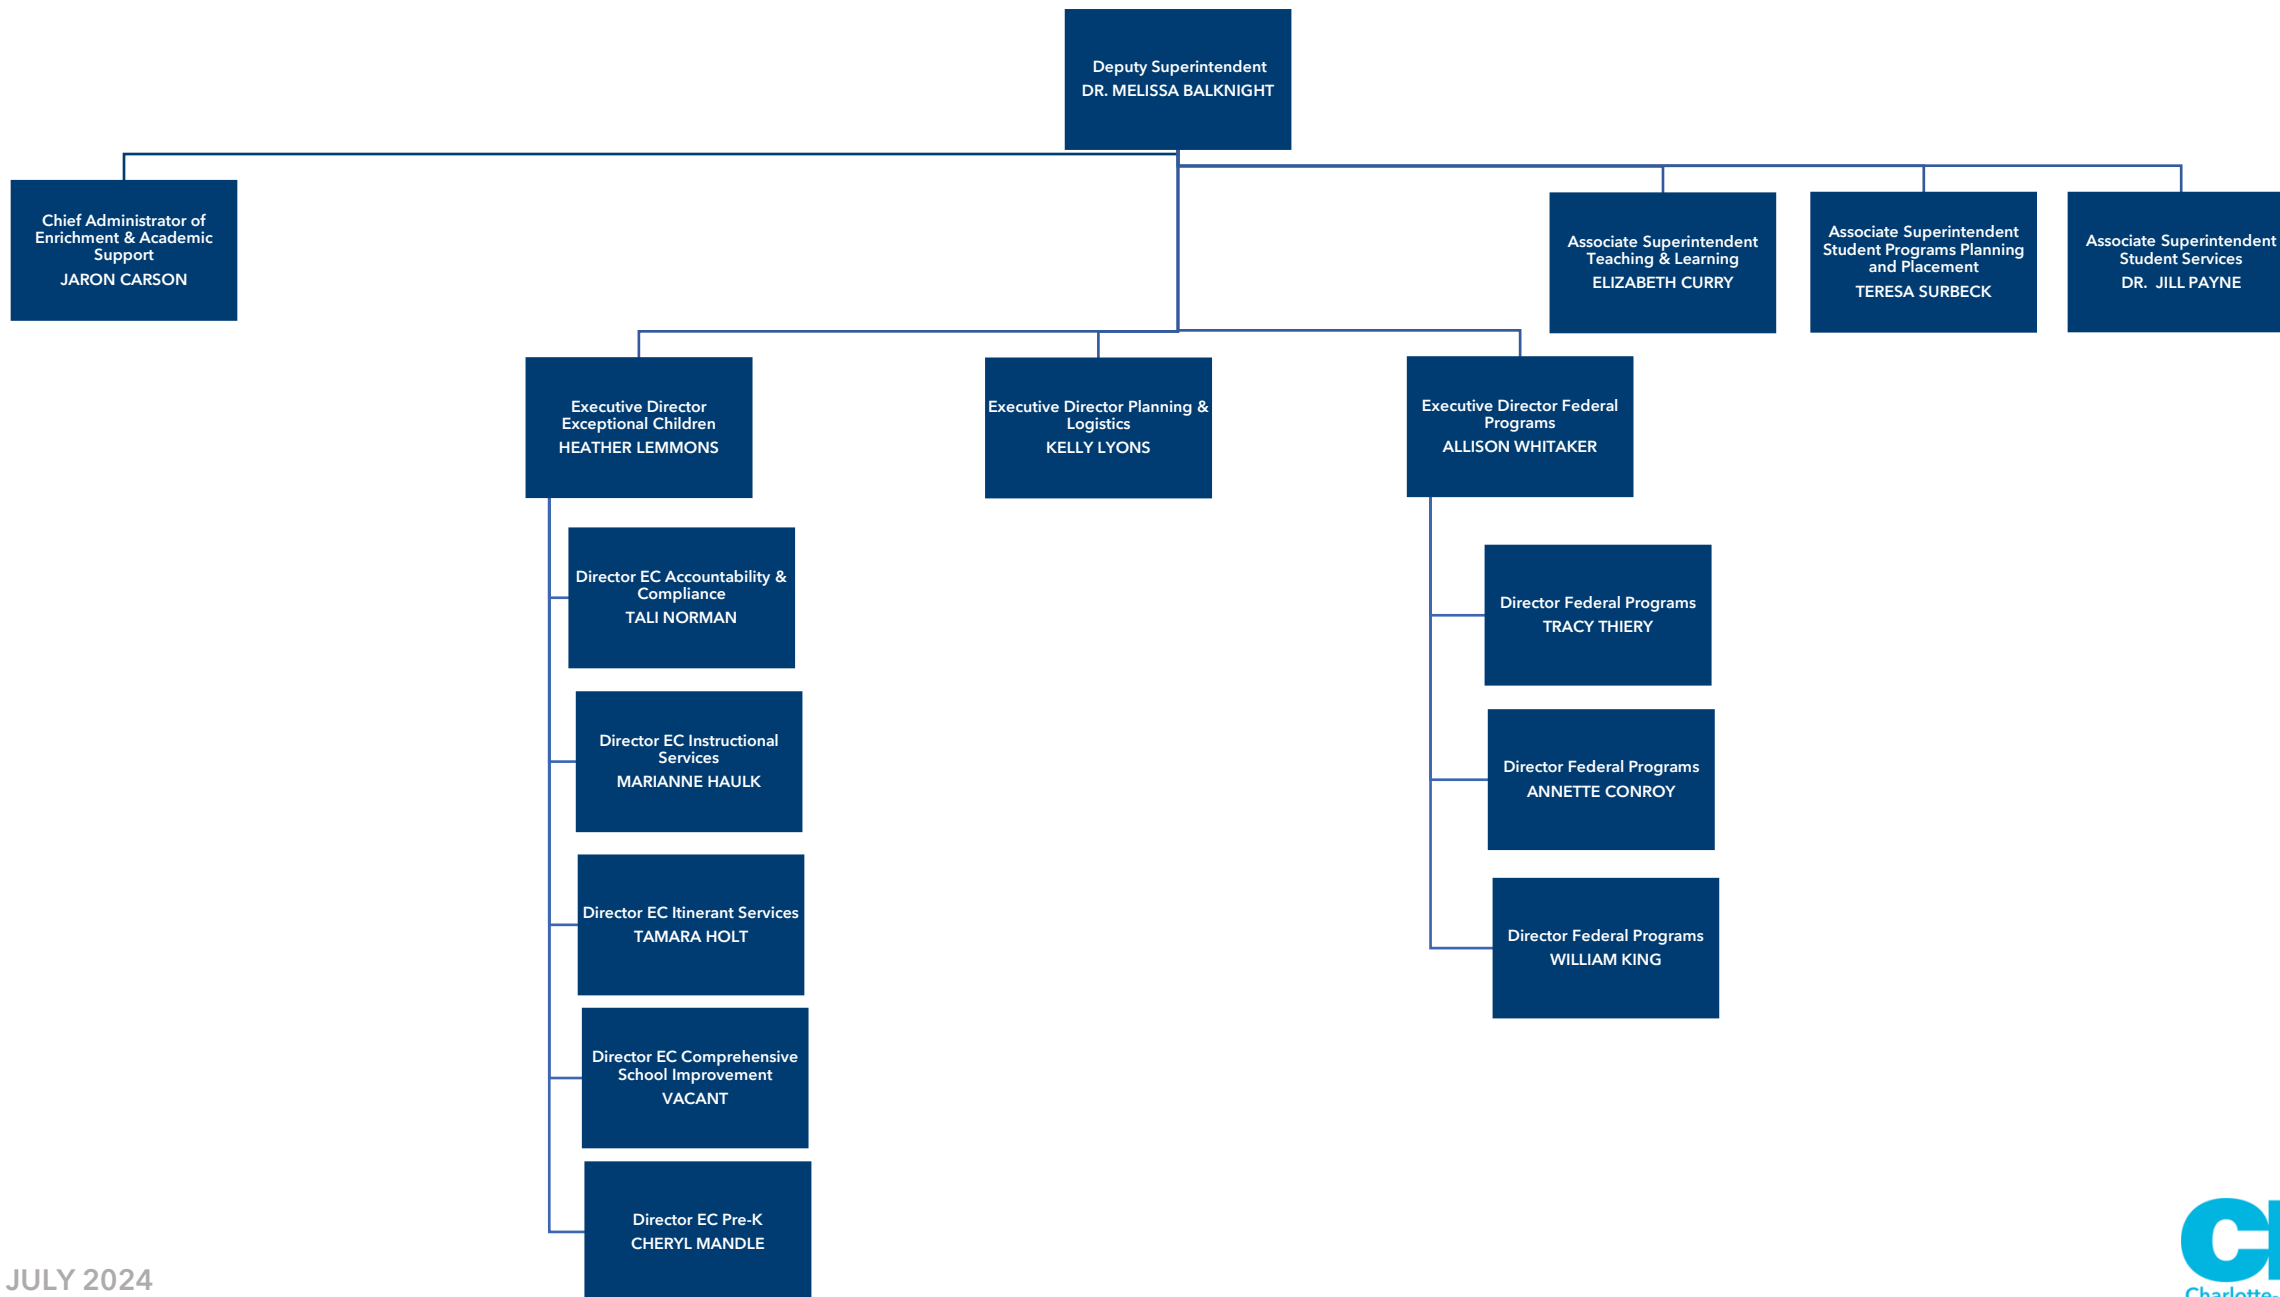 Deputy Superintendent
DR. MELISSA BALKNIGHT
Chief Administrator of
Enrichment & Academic
Support
JARON CARSON
Associate Superintendent
Teaching & Learning
ELIZABETH CURRY
Associate Superintendent
Student Programs Planning
and Placement
TERESA SURBECK
Associate Superintendent
Student Services
DR. JILL PAYNE
Executive Director
Exceptional Children
HEATHER LEMMONS
Executive Director Planning &
Logistics
KELLY LYONS
Executive Director Federal
Programs
ALLISON WHITAKER
Director EC Accountability &
Compliance
TALI NORMAN
Director EC Instructional
Services
MARIANNE HAULK
Director EC Itinerant Services
TAMARA HOLT
Director EC Comprehensive
School Improvement
VACANT
Director EC Pre-K
CHERYL MANDLE
Director Federal Programs
TRACY THIERY
Director Federal Programs
ANNETTE CONROY
Director Federal Programs
WILLIAM KING
JULY 2024
Charlotte-